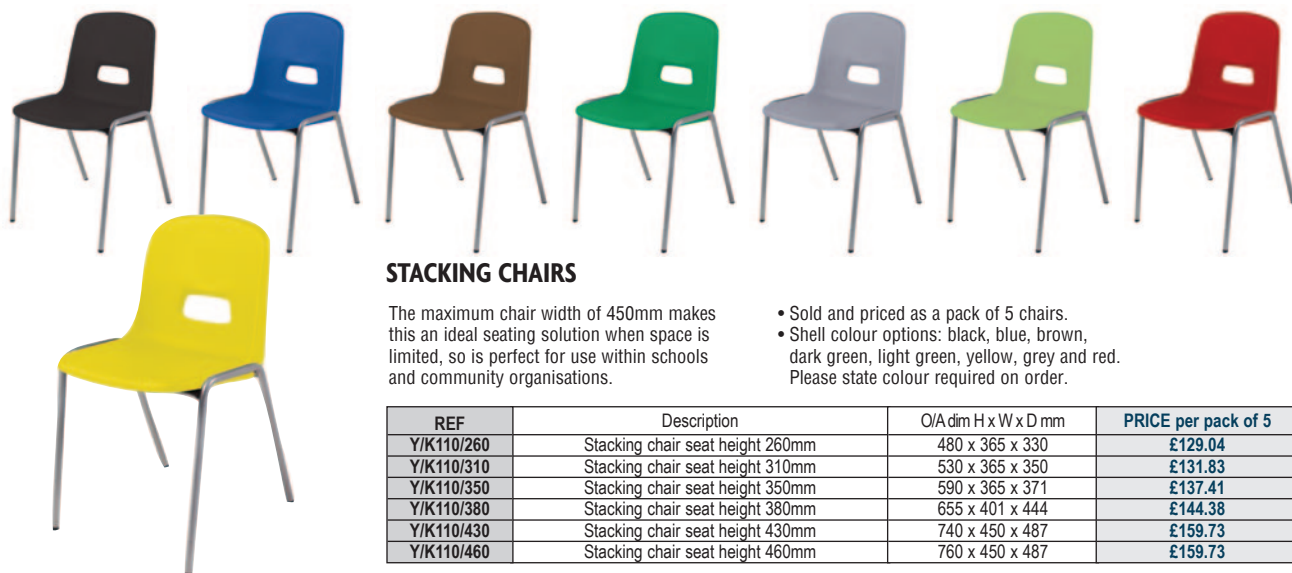 STACKING CHAIRS
The maximum chair width of 450mm makes
this an ideal seating solution when space is
limited, so is perfect for use within schools
and community organisations.
• Sold and priced as a pack of 5 chairs.
• Shell colour options: black, blue, brown,
dark green, light green, yellow, grey and red.
Please state colour required on order.
REF Description O/A dim H x W x D mm PRICE per pack of 5
Y/K110/260 Stacking chair seat height 260mm 480 x 365 x 330 £129.04
Y/K110/310 Stacking chair seat height 310mm 530 x 365 x 350 £131.83
Y/K110/350 Stacking chair seat height 350mm 590 x 365 x 371 £137.41
Y/K110/380 Stacking chair seat height 380mm 655 x 401 x 444 £144.38
Y/K110/430 Stacking chair seat height 430mm 740 x 450 x 487 £159.73
Y/K110/460 Stacking chair seat height 460mm 760 x 450 x 487 £159.73